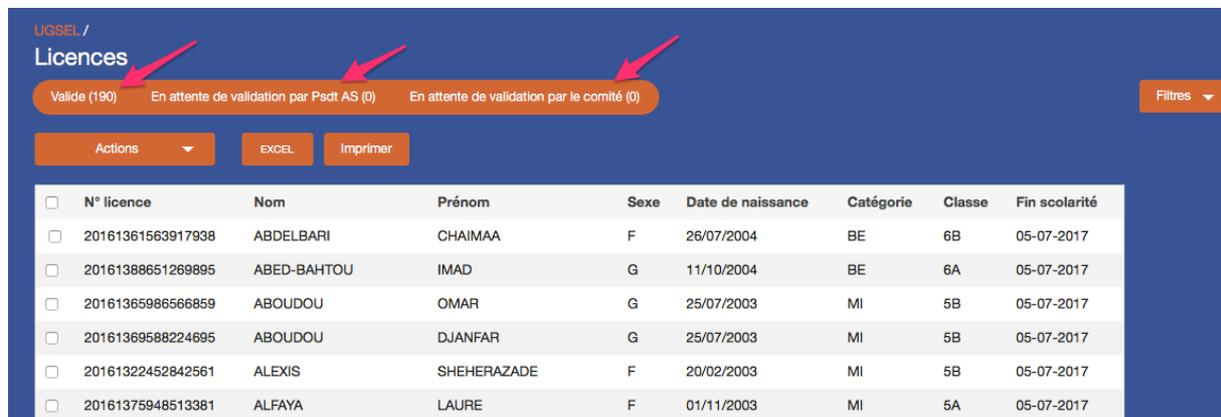 UGSEL /
Licences
Valide (190) En attente de validation par Psdt AS (0) En attente de validation par le comité (0) Filtres
Actions EXCEL Imprimer
N° licence Nom Prénom Sexe Date de naissance Catégorie Classe Fin scolarité
20161361563917938 ABDELBARI CHAIMAA F 26/07/2004 BE 6B 05-07-2017
20161388651269895 ABED-BAHTOU IMAD G 11/10/2004 BE 6A 05-07-2017
20161365986566859 ABOUDOU OMAR G 25/07/2003 MI 5B 05-07-2017
20161369588224695 ABOUDOU DJANFAR G 25/07/2003 MI 5B 05-07-2017
20161322452842561 ALEXIS SHEHERAZADE F 20/02/2003 MI 5B 05-07-2017
20161375948513381 ALFAYA LAURE F 01/11/2003 MI 5A 05-07-2017